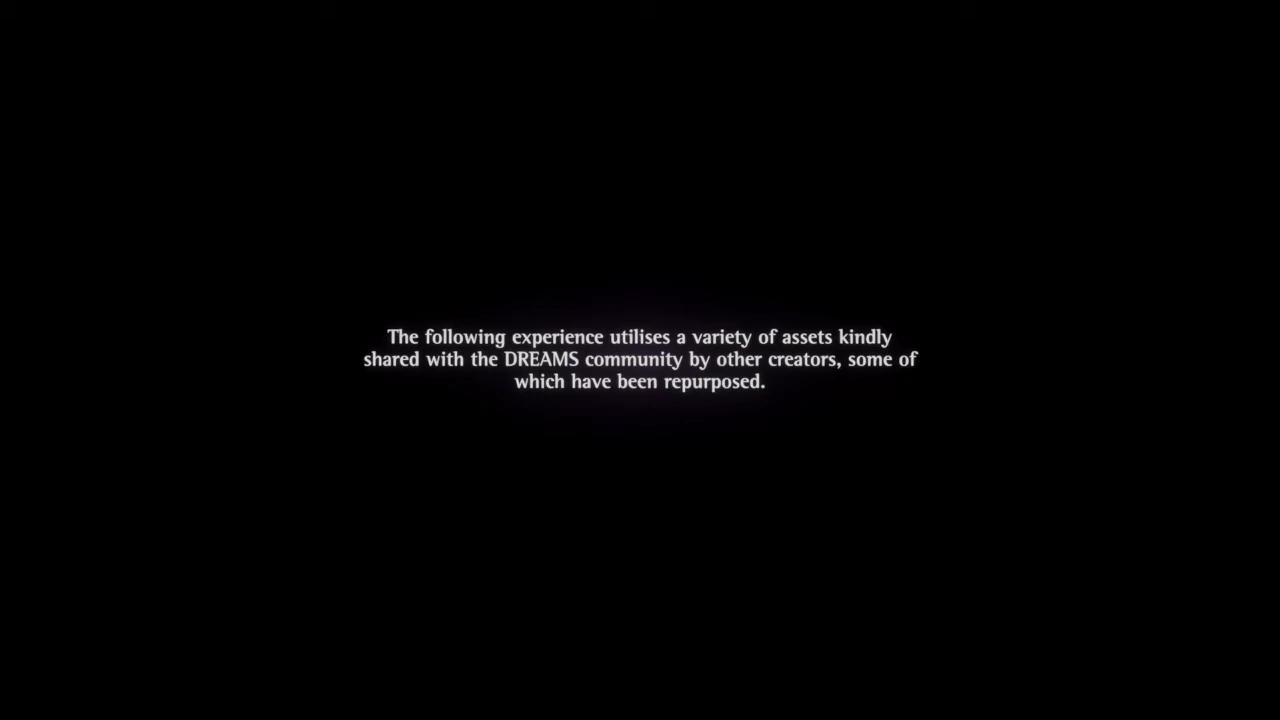 The following experience utilises a variety of assets kindly
shared with the DREAMS community by other creators, some of
which have been repurposed.